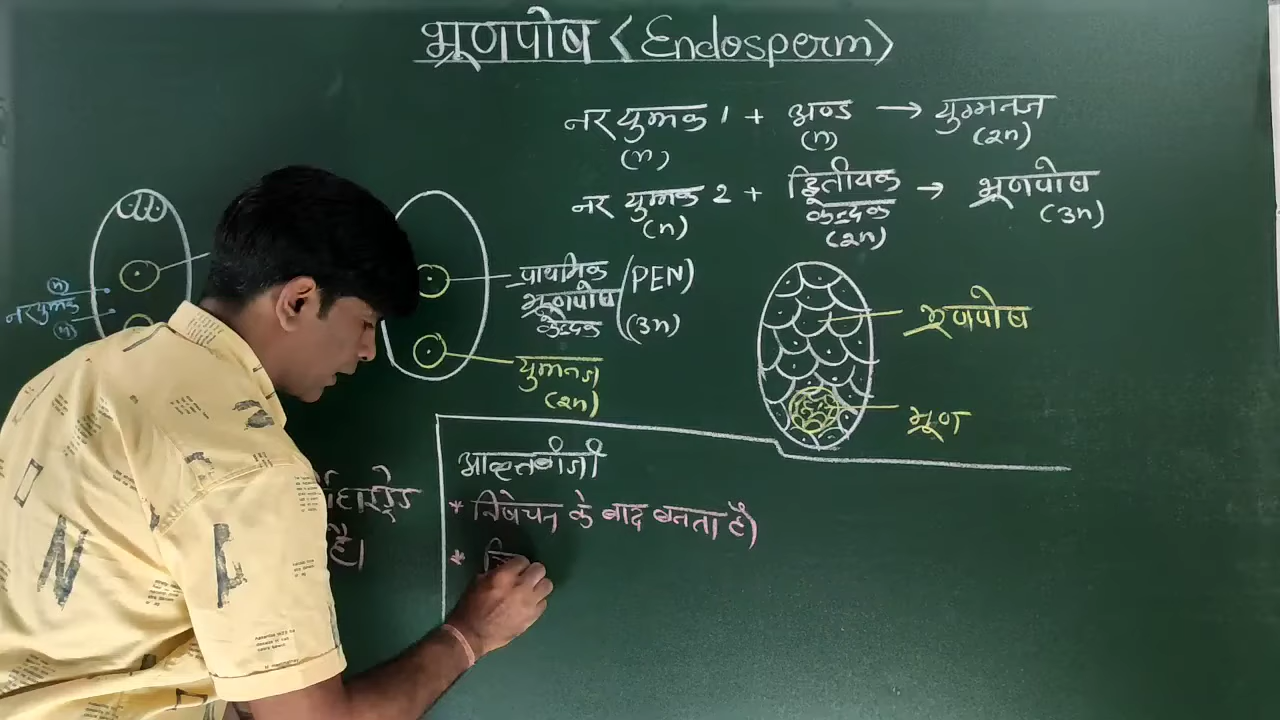 भ्रूणपोष (Endosperm)
नर युग्मक 1 + अण्ड → युग्मनज
(n) (n) (2n)
नर युग्मक 2 + द्वितीयक केन्द्रक → भ्रूणपोष
(n) (2n) (3n)
नर युग्मक
(n)
(n)
प्राथमिक भ्रूणपोष केन्द्रक (PEN)
(3n)
युग्मनज
(2n)
भ्रूणपोष
भ्रूण
है।
आवृतबीजी
* निषेचन के बाद बनता है)
*